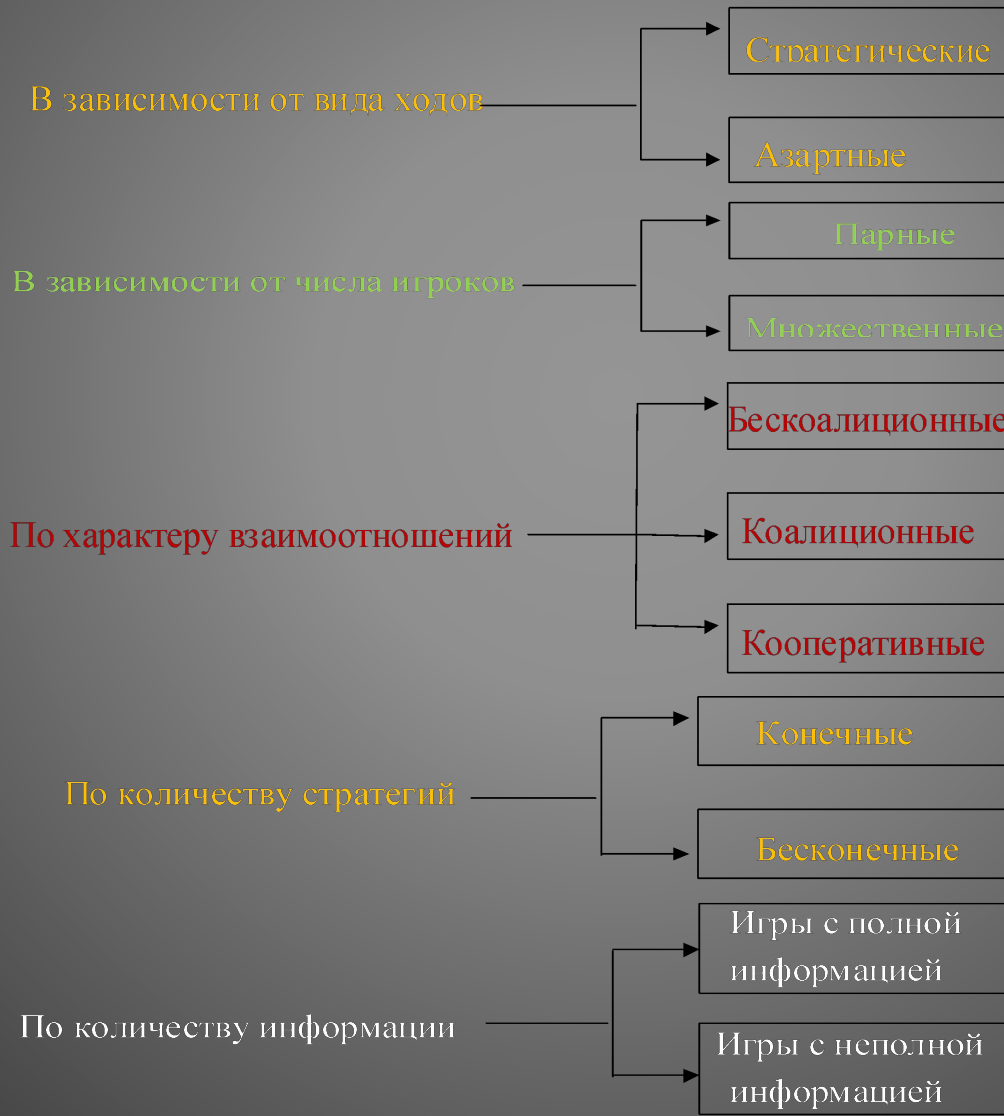 В зависимости от вида ходов
Стратегические
Азартные
В зависимости от числа игроков
Парные
Множественные
По характеру взаимоотношений
Бескоалиционные
Коалиционные
Кооперативные
По количеству стратегий
Конечные
Бесконечные
По количеству информации
Игры с полной
информацией
Игры с неполной
информацией